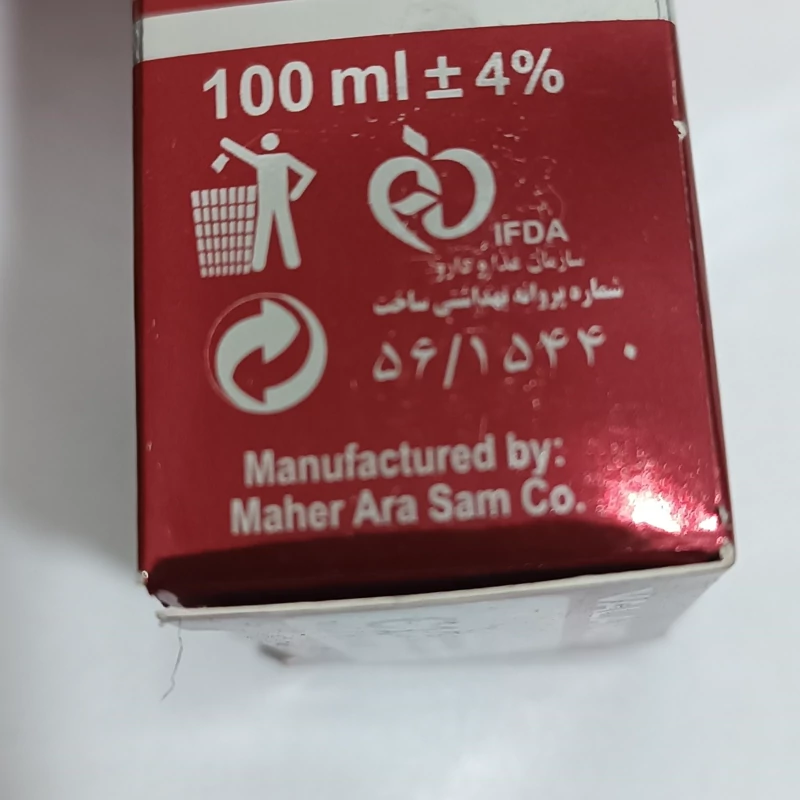 100 ml ± 4%
IFDA
سازمان غذا و دارو
شماره پروانه بهداشتی ساخت
۵۶/۱۵۴۴۰
Manufactured by:
Maher Ara Sam Co.